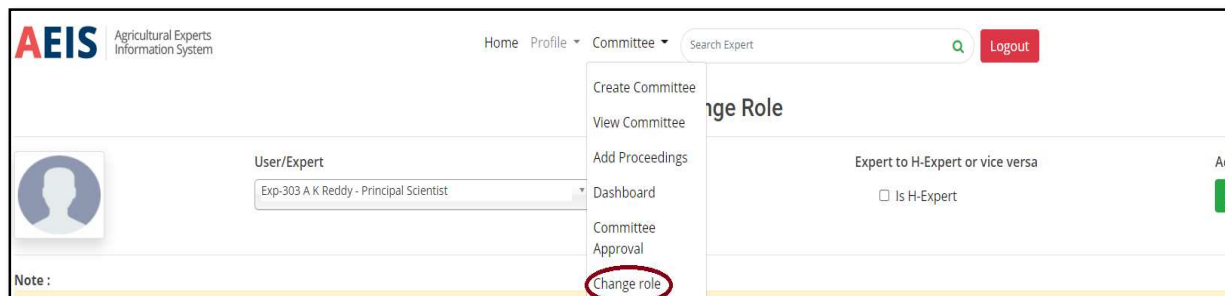 AEIS Agricultural Experts
Information System
Home Profile Committee Search Expert Logout
Create Committee
View Committee
Add Proceedings
Dashboard
Committee
Approval
Change role
nge Role
User/Expert
Exp-303 A K Reddy - Principal Scientist
Expert to H-Expert or vice versa
Is H-Expert
Note :